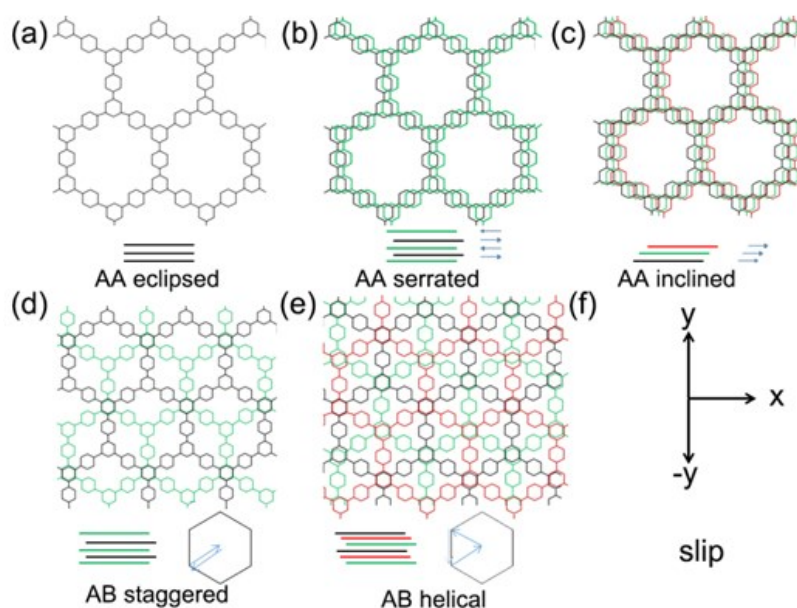 (a)
(b)
(c)
AA eclipsed
AA serrated
AA inclined
(d)
(e)
(f)
y
x
-y
slip
AB staggered
AB helical